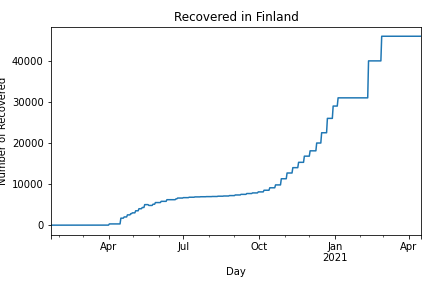 Recovered in Finland
Number of Recovered
40000
30000
20000
10000
0
Apr Jul Oct Jan Apr
2021
Day